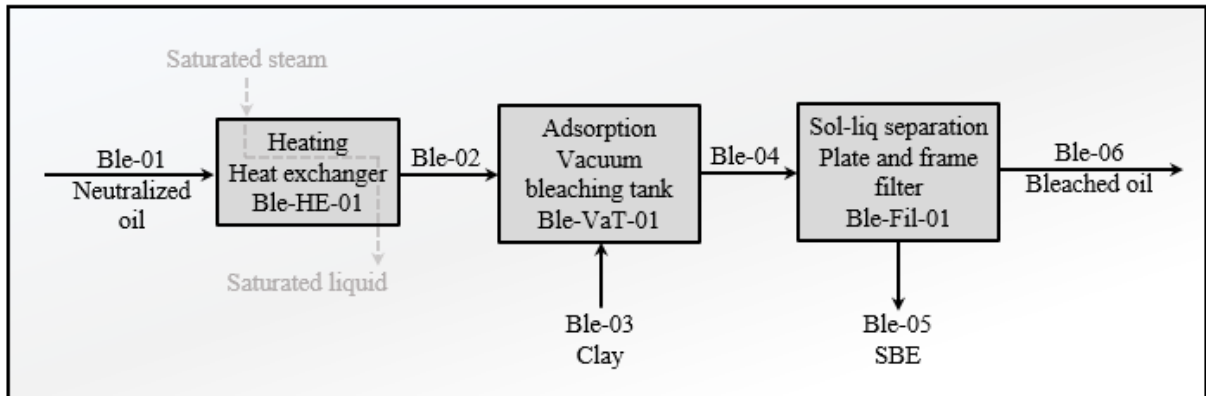 Saturated steam
Ble-01
Neutralized
oil
Heating
Heat exchanger
Ble-HE-01
Saturated liquid
Ble-02
Adsorption
Vacuum
bleaching tank
Ble-VaT-01
Ble-03
Clay
Ble-04
Sol-liq separation
Plate and frame
filter
Ble-Fil-01
Ble-05
SBE
Ble-06
Bleached oil